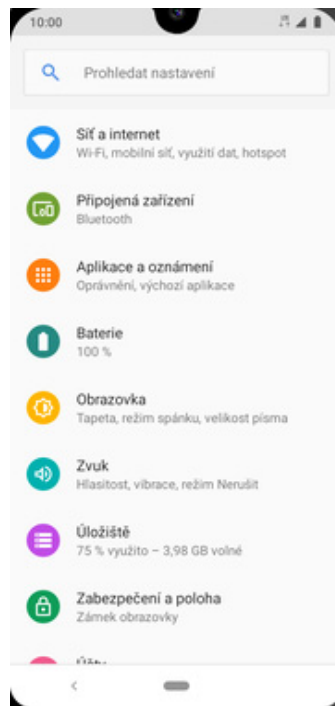 10:00
Prohledat nastavení
Síť a internet
Wi-Fi, mobilní síť, využití dat, hotspot
Připojená zařízení
Bluetooth
Aplikace a oznámení
Oprávnění, výchozí aplikace
Baterie
100 %
Obrazovka
Tapeta, režim spánku, velikost písma
Zvuk
Hlasitost, vibrace, režim Nerušit
Úložiště
75 % využito – 3,98 GB volné
Zabezpečení a poloha
Zámek obrazovky